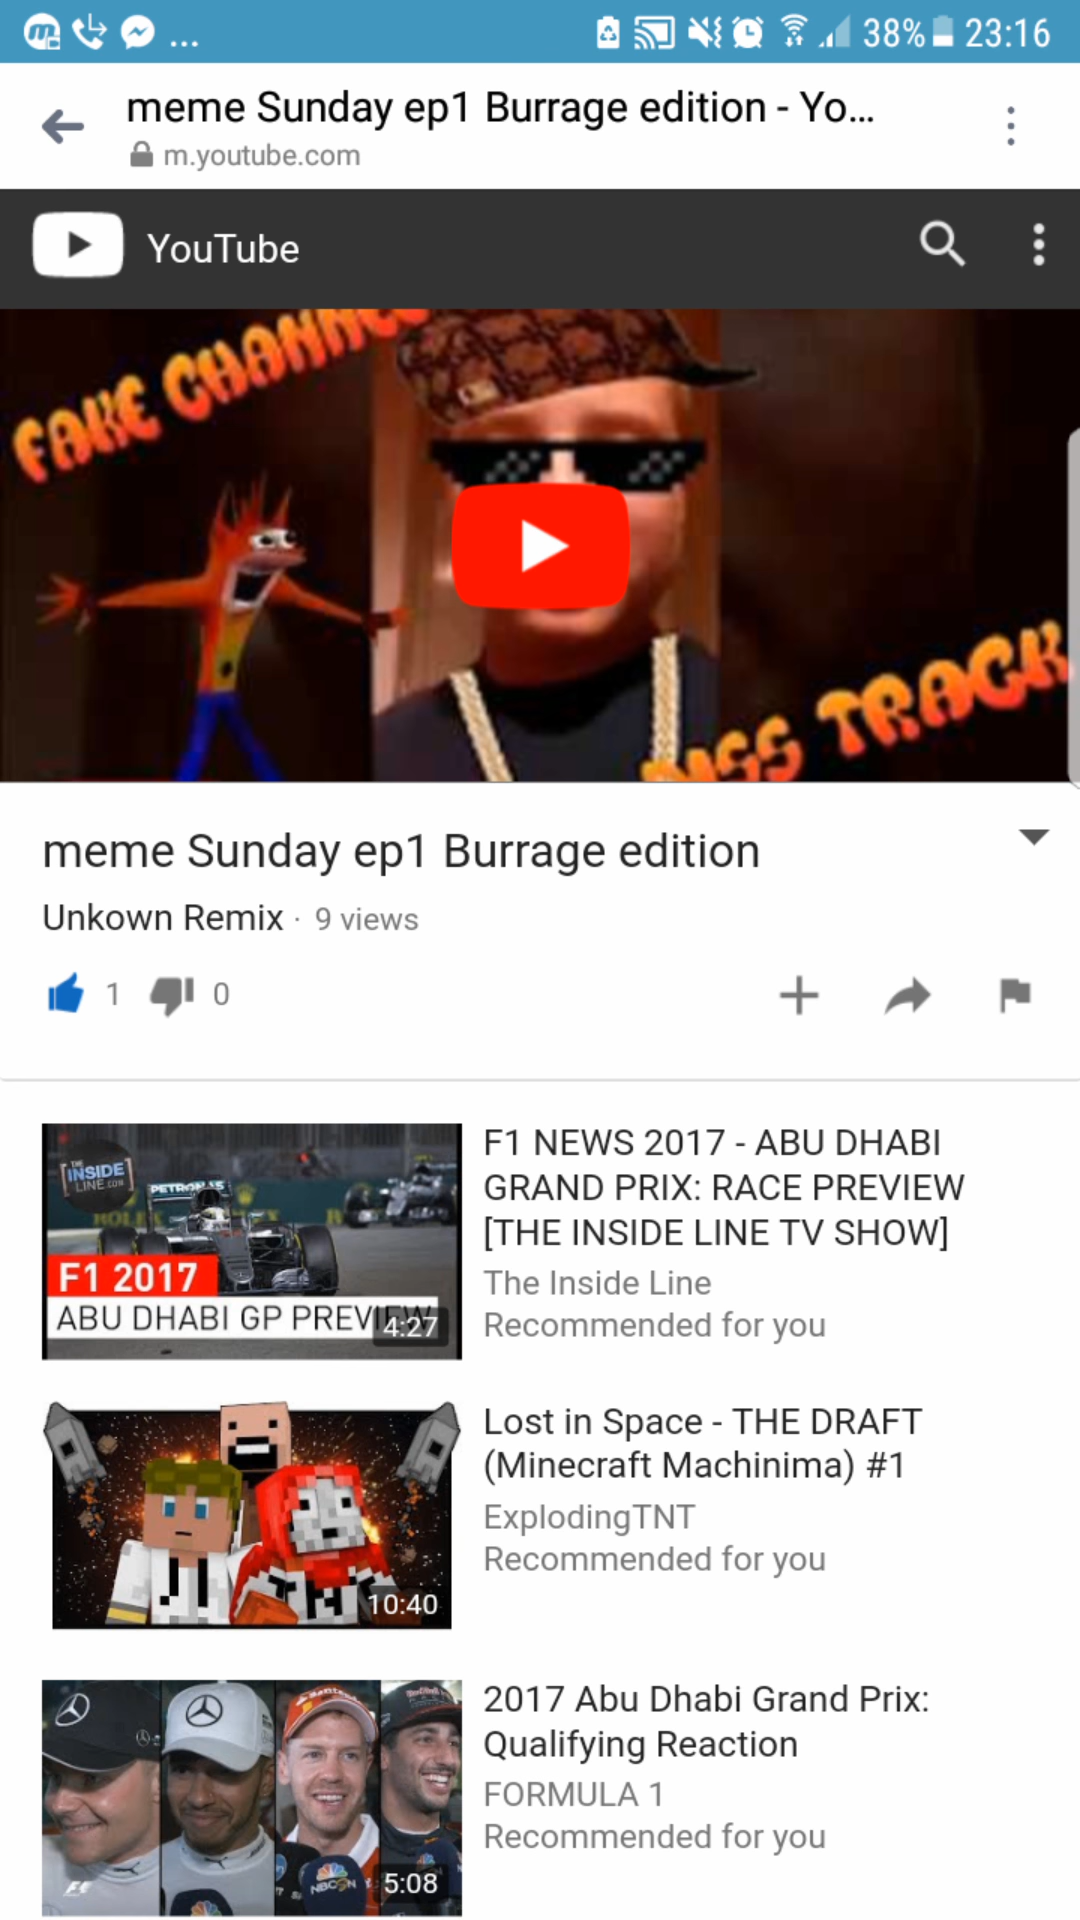 38% 23:16
meme Sunday ep1 Burrage edition - Yo...
m.youtube.com
YouTube
FAKE CHANNEL
TRACK
meme Sunday ep1 Burrage edition
Unkown Remix · 9 views
1 0
THE
INSIDE
LINE.COM
PETRONAS
ROLEX
F1 2017
ABU DHABI GP PREVIEW
4:27
F1 NEWS 2017 - ABU DHABI
GRAND PRIX: RACE PREVIEW
[THE INSIDE LINE TV SHOW]
The Inside Line
Recommended for you
10:40
Lost in Space - THE DRAFT
(Minecraft Machinima) #1
ExplodingTNT
Recommended for you
NBCSN
5:08
2017 Abu Dhabi Grand Prix:
Qualifying Reaction
FORMULA 1
Recommended for you